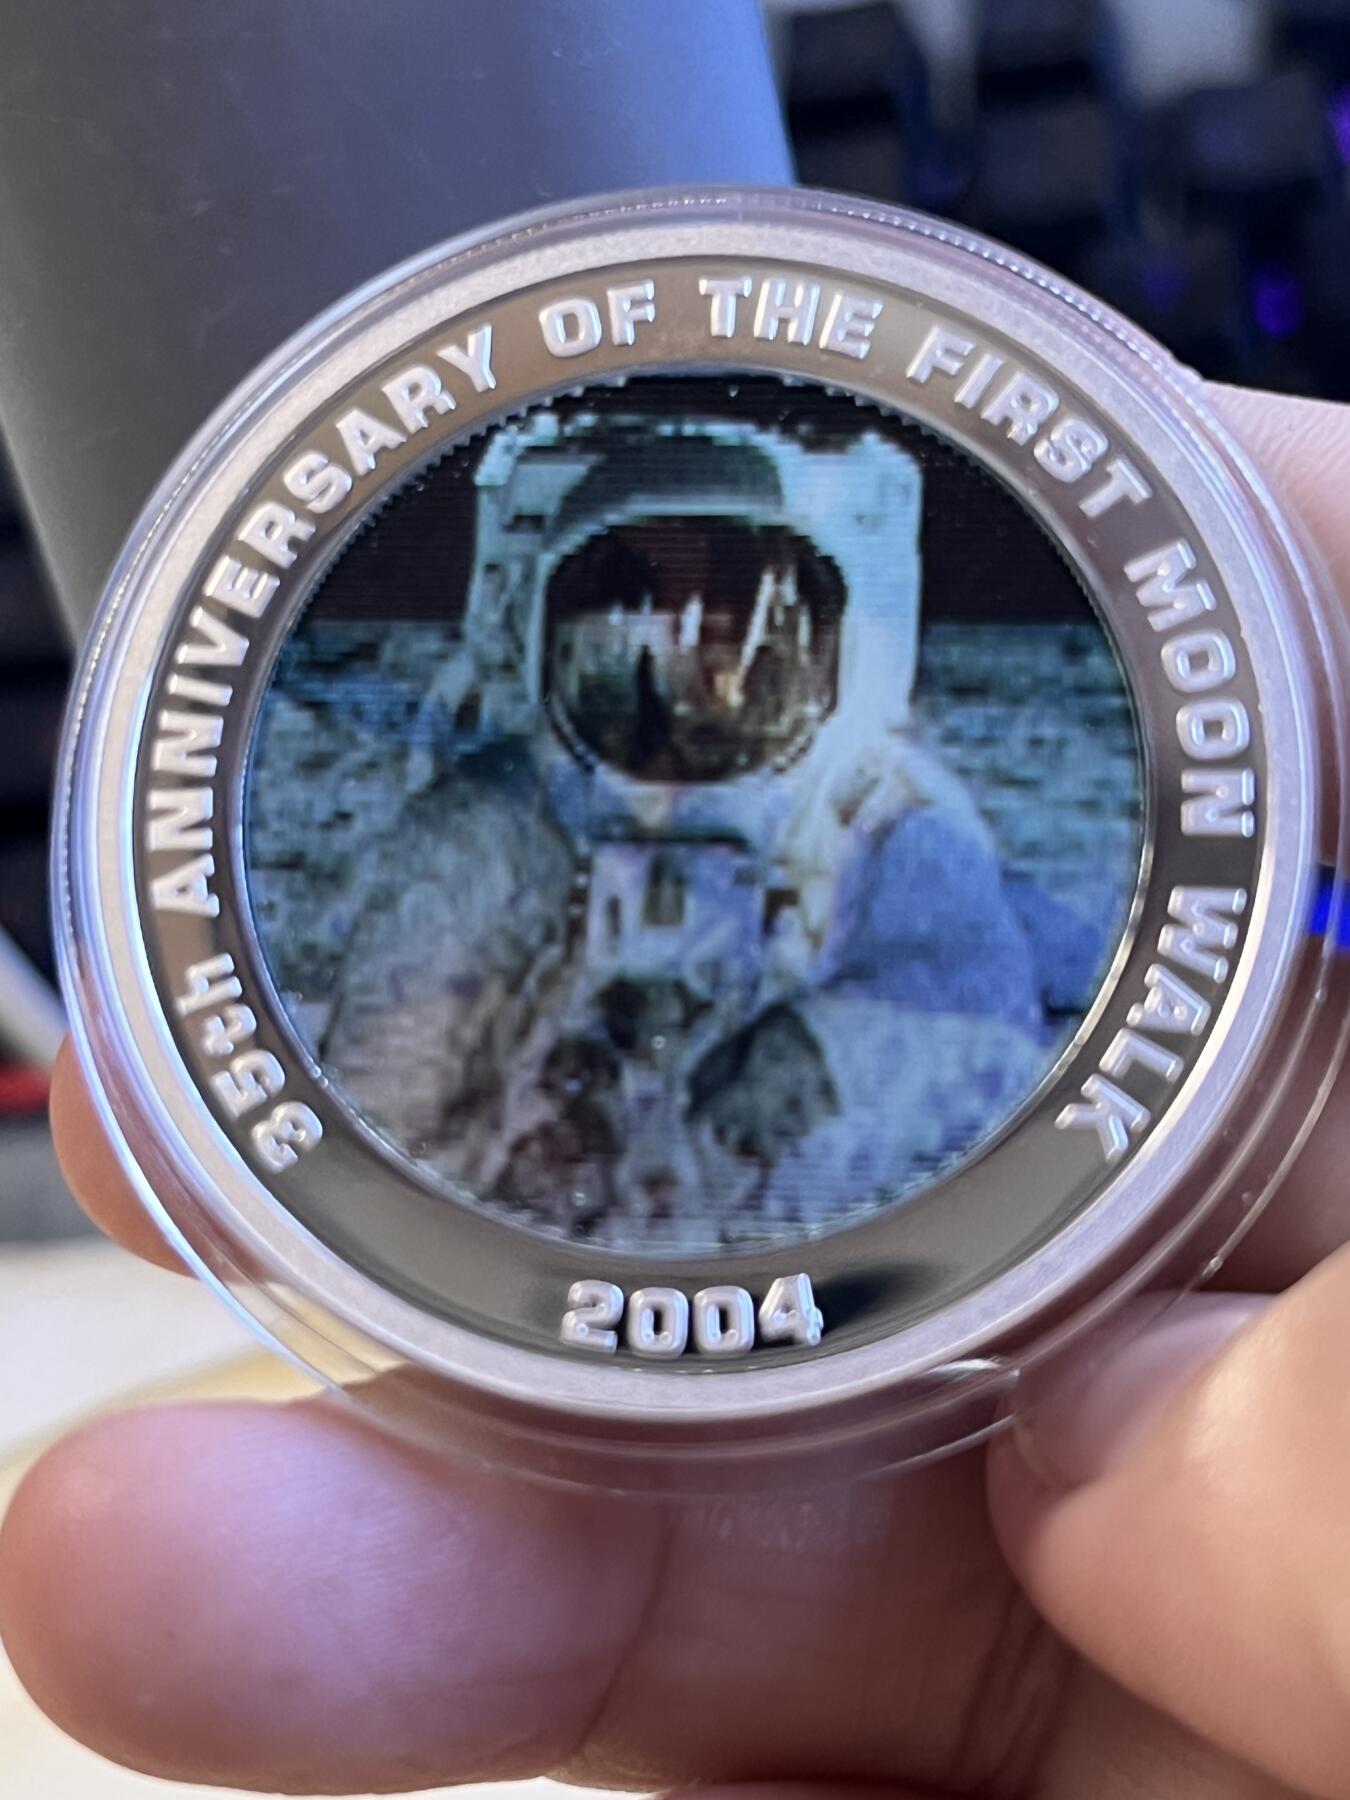 35th ANNIVERSARY OF THE FIRST MOON WALK
2004